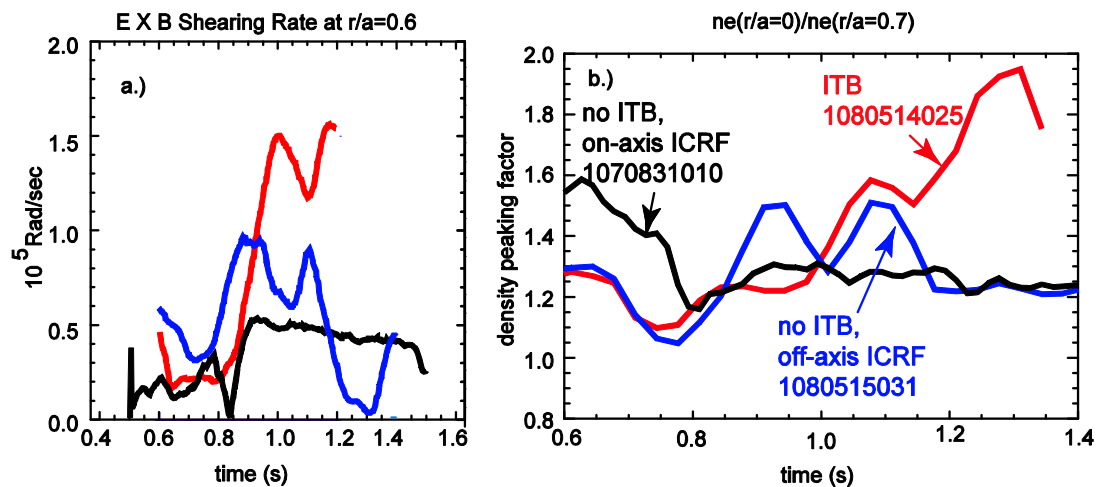 E X B Shearing Rate at r/a=0.6
2.0
1.5
1.0
0.5
0.0
10 5 Rad/sec
a.)
0.4 0.6 0.8 1.0 1.2 1.4 1.6
time (s)
ne(r/a=0)/ne(r/a=0.7)
2.0
1.8
1.6
1.4
1.2
1.0
0.8
density peaking factor
b.)
no ITB,
on-axis ICRF
1070831010
ITB
1080514025
no ITB,
off-axis ICRF
1080515031
0.6 0.8 1.0 1.2 1.4
time (s)